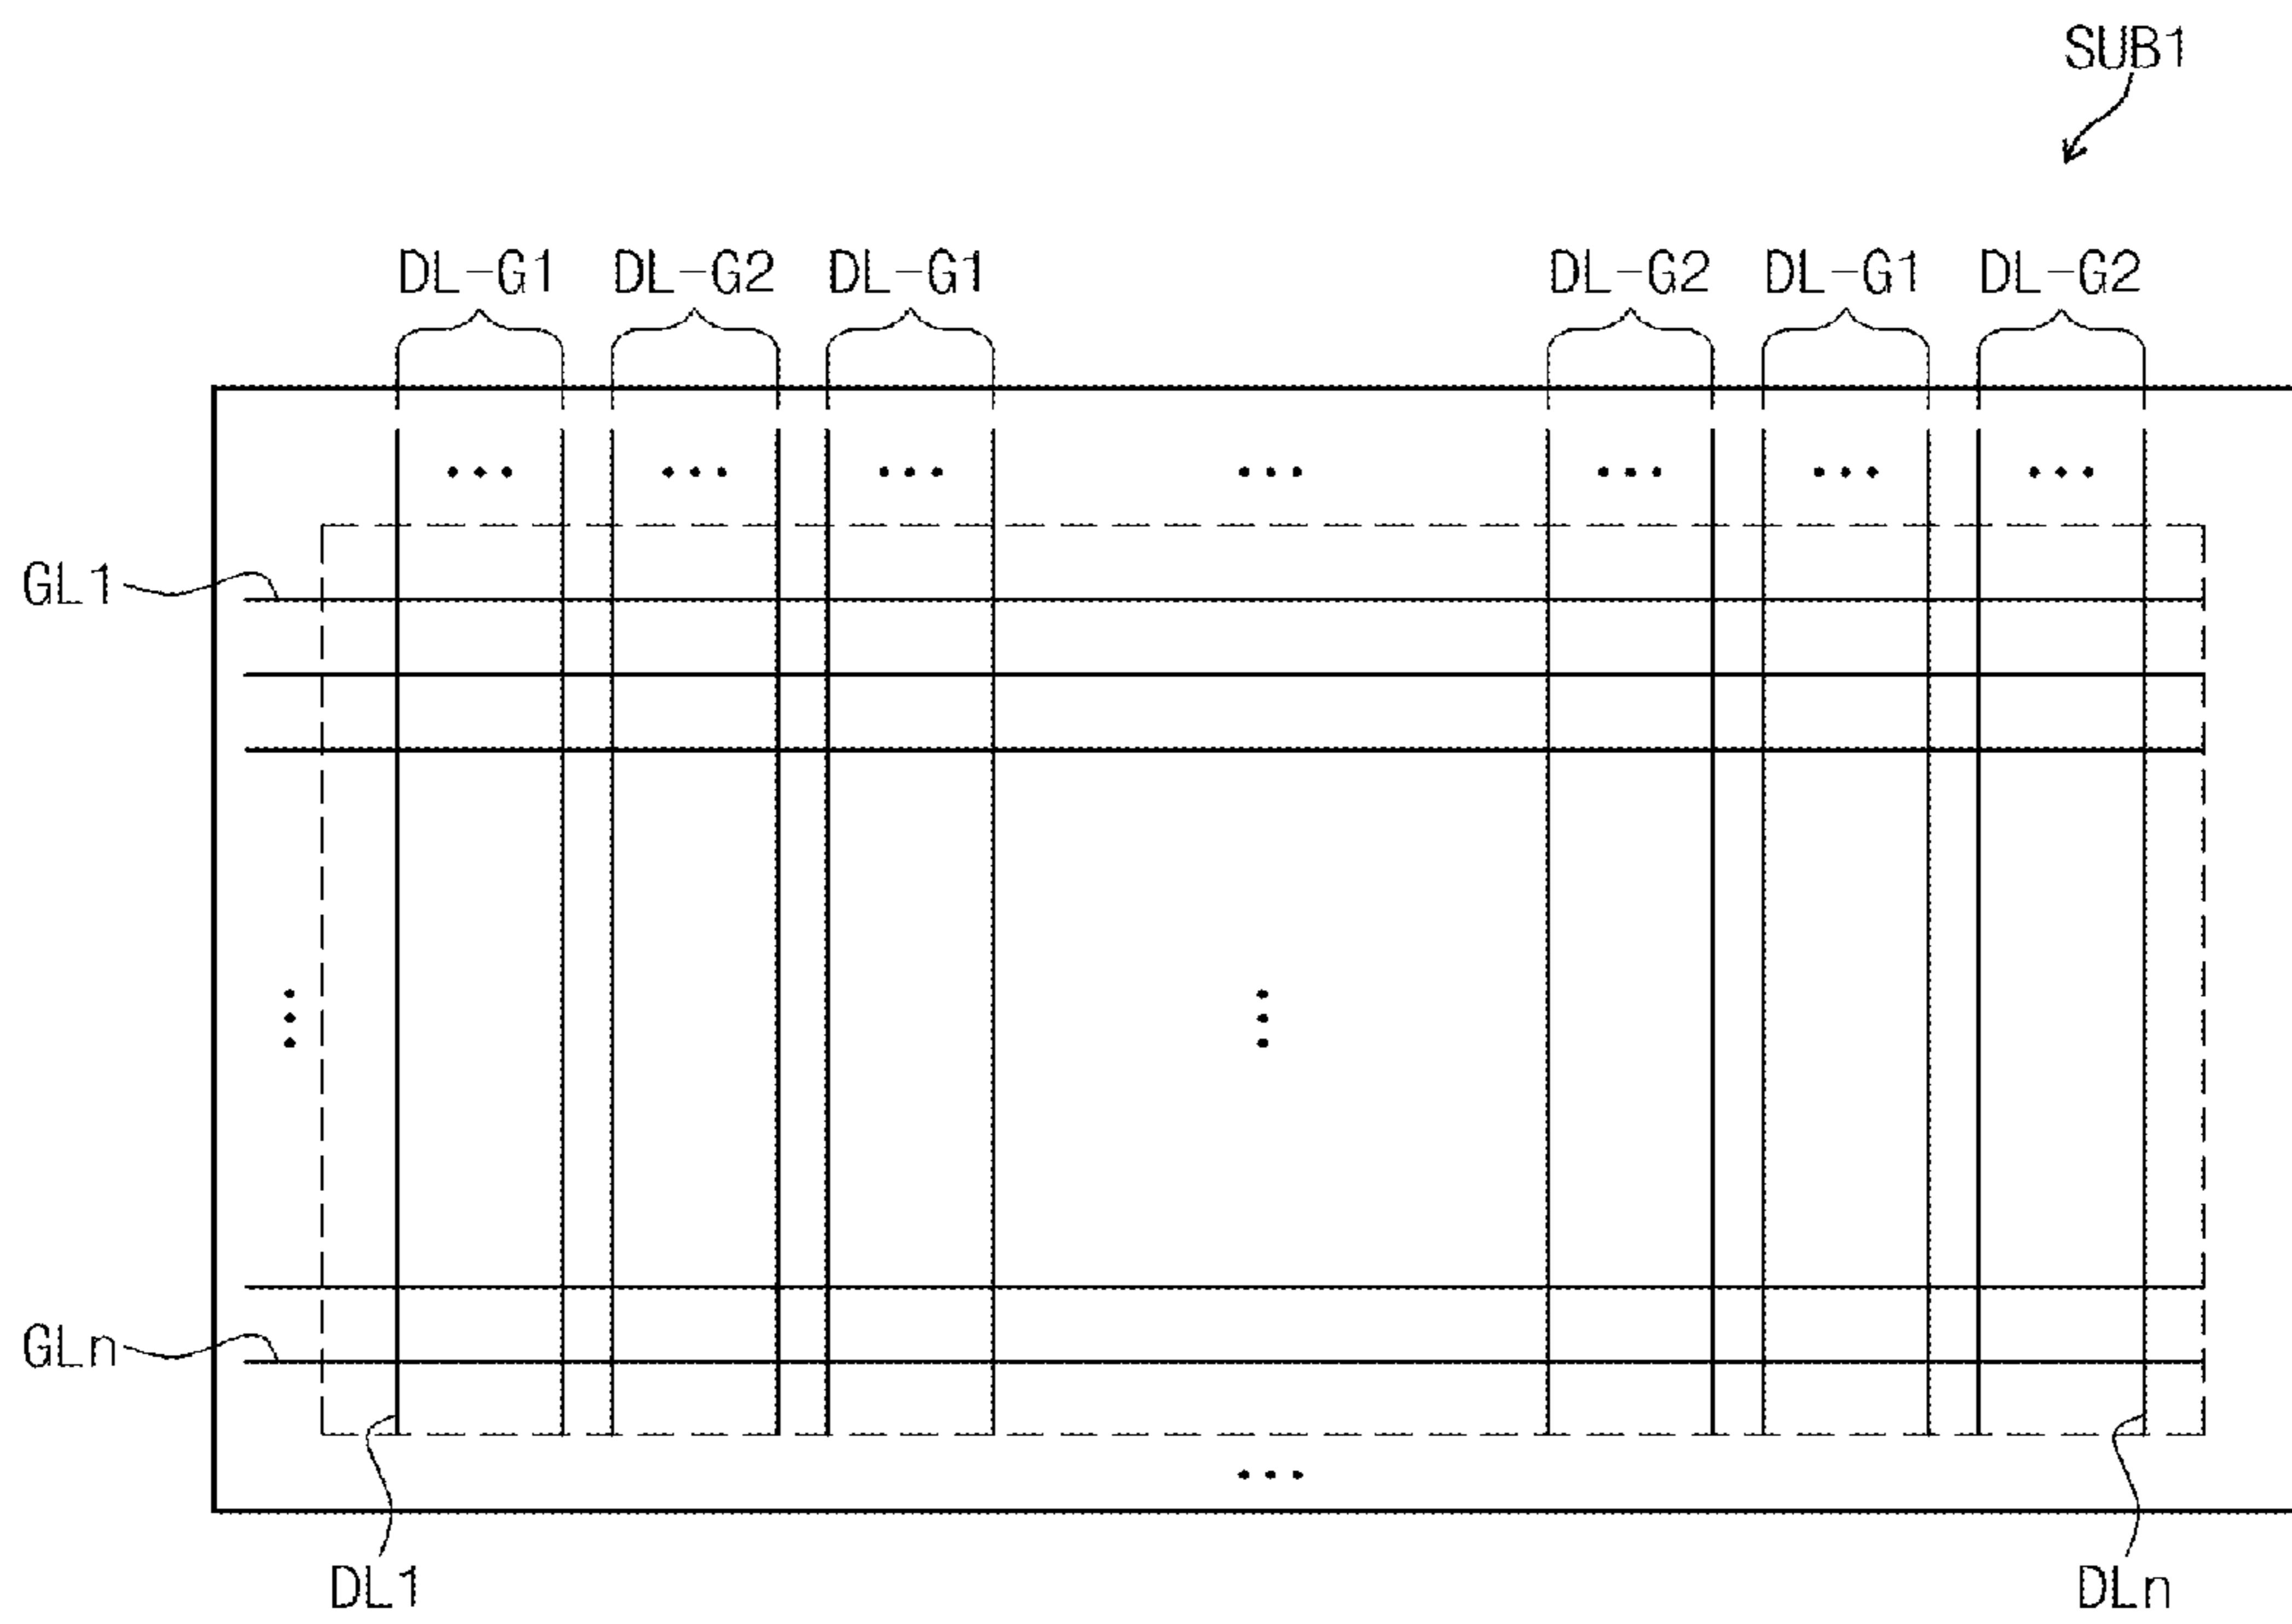 SUB1
DL-G1 DL-G2 DL-G1 DL-G2 DL-G1 DL-G2
GL1
GLn
DL1 DLn